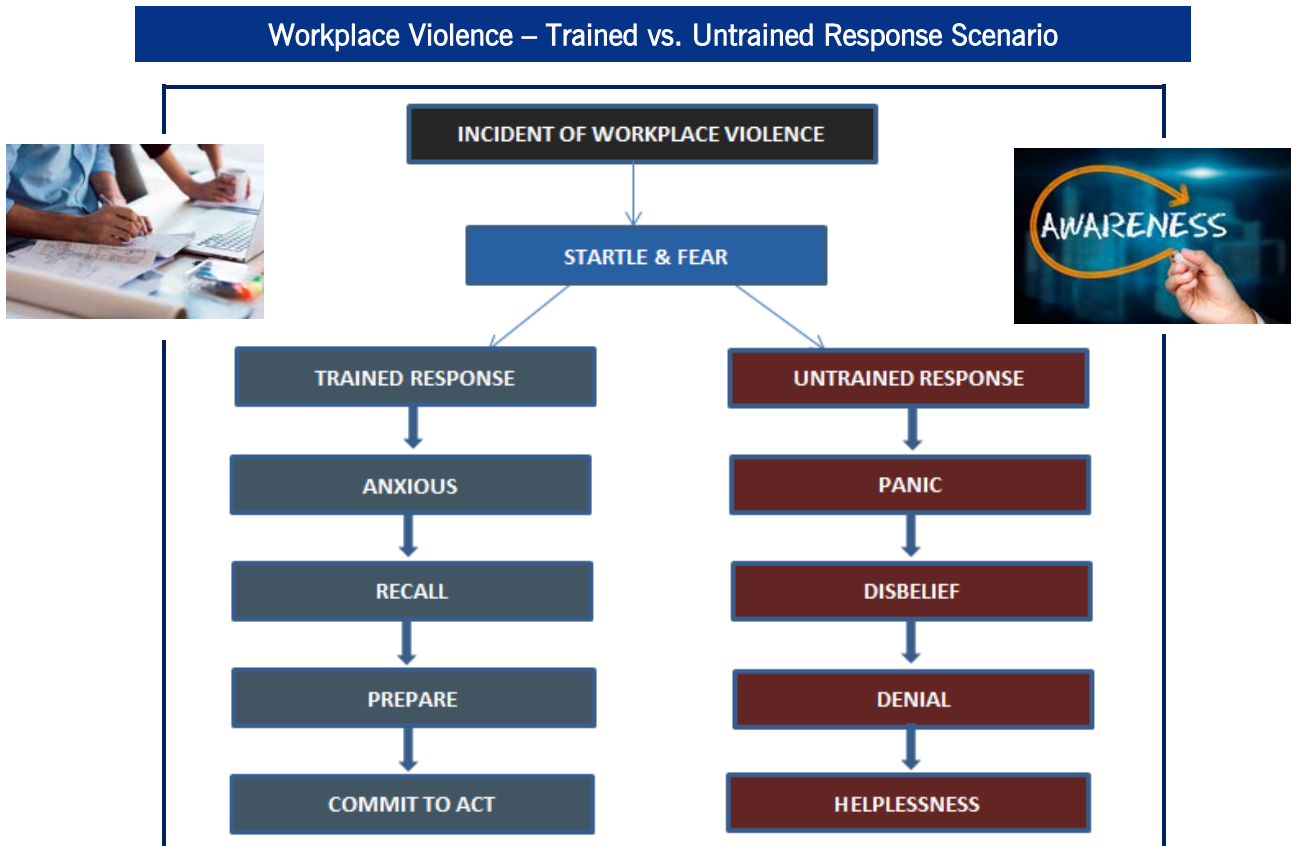 Workplace Violence – Trained vs. Untrained Response Scenario
INCIDENT OF WORKPLACE VIOLENCE
AWARENESS
STARTLE & FEAR
TRAINED RESPONSE
UNTRAINED RESPONSE
ANXIOUS
PANIC
RECALL
DISBELIEF
PREPARE
DENIAL
COMMIT TO ACT
HELPLESSNESS